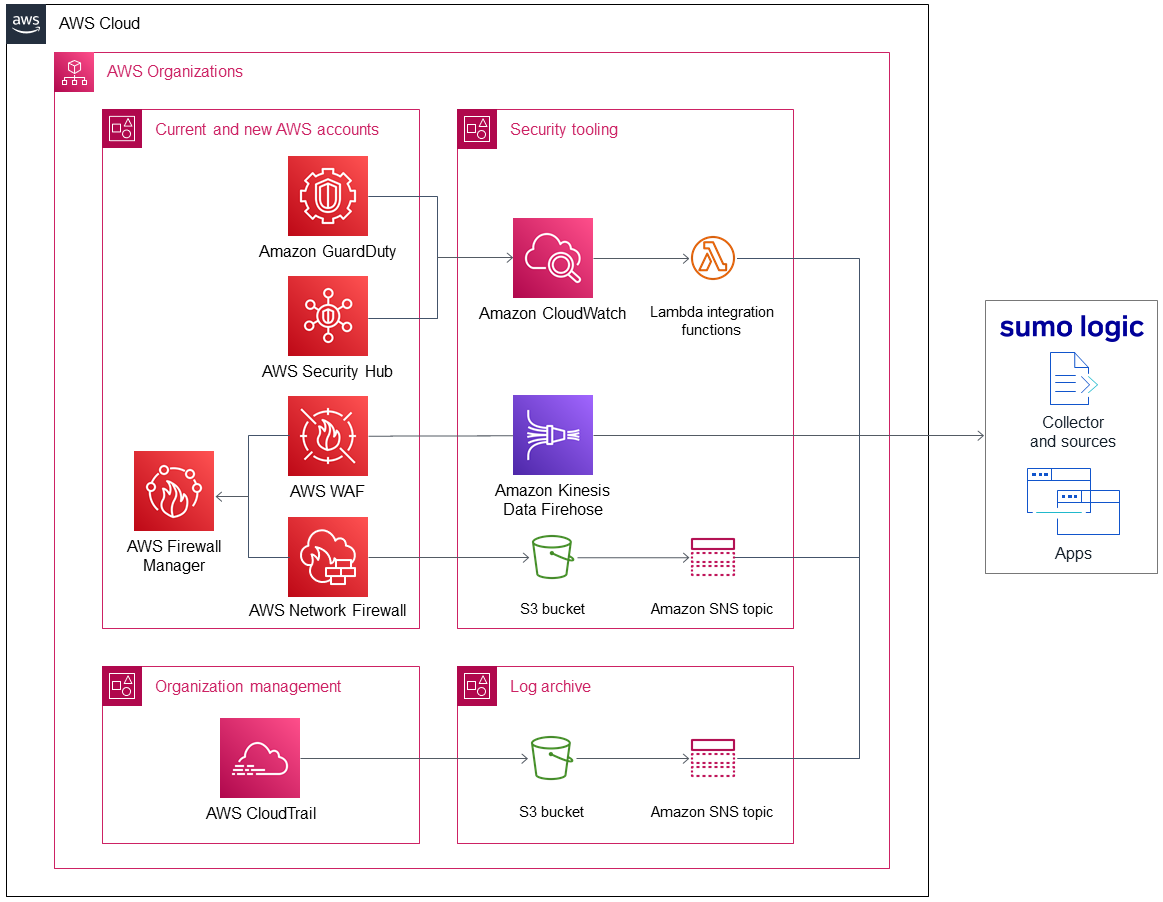 aws
AWS Cloud
AWS Organizations
Current and new AWS accounts
Amazon GuardDuty
AWS Security Hub
AWS WAF
AWS Firewall
Manager
AWS Network Firewall
Security tooling
Amazon CloudWatch
Lambda integration
functions
Amazon Kinesis
Data Firehose
S3 bucket
Amazon SNS topic
Organization management
AWS CloudTrail
Log archive
S3 bucket
Amazon SNS topic
sumo logic
Collector
and sources
Apps